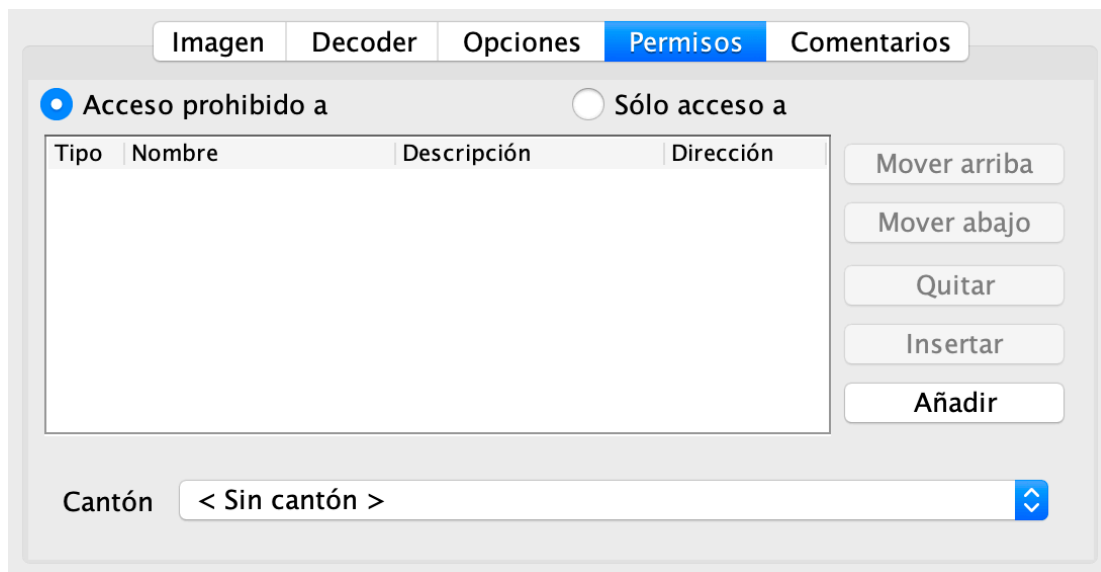 Imagen Decoder Opciones Permisos Comentarios
Acceso prohibido a Sólo acceso a
Tipo Nombre Descripción Dirección
Mover arriba
Mover abajo
Quitar
Insertar
Añadir
Cantón < Sin cantón >